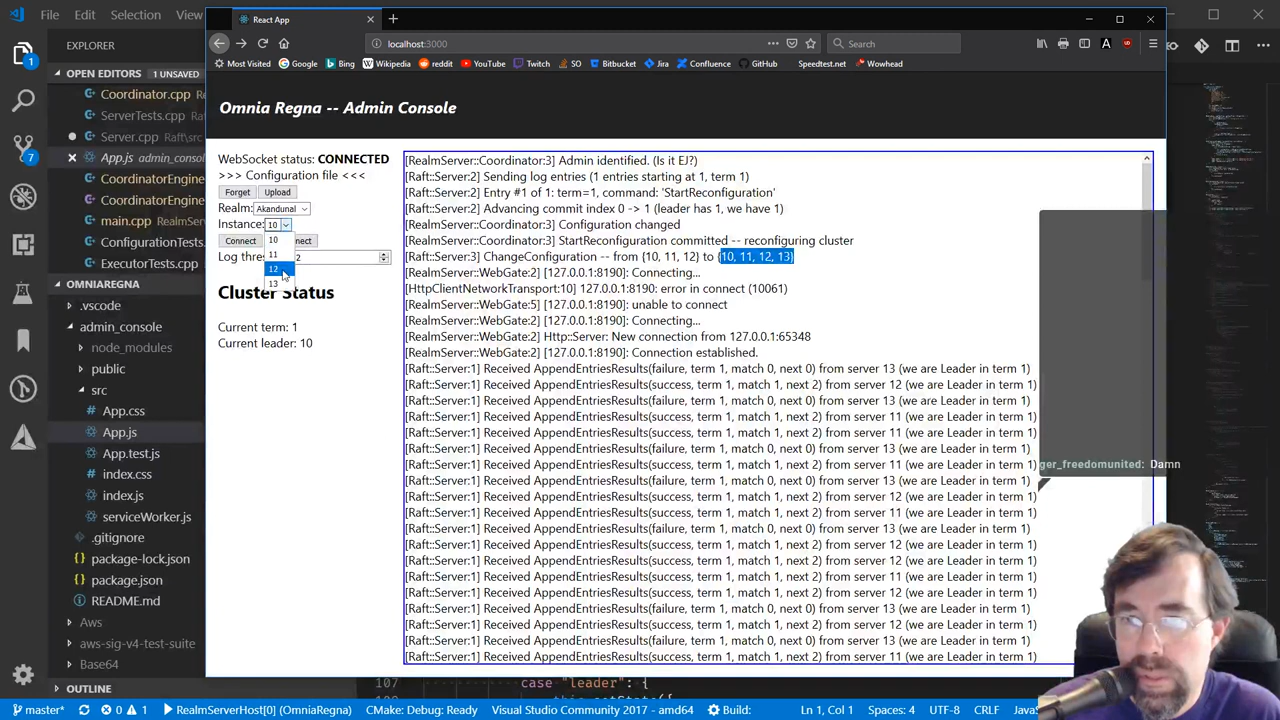 File Edit Selection View
React App
localhost:3000
Search
Most Visited Google Bing Wikipedia reddit YouTube Twitch SO Bitbucket Jira Confluence GitHub Speedtest.net Wowhead
EXPLORER
OPEN EDITORS 1 UNSAVED
Coordinator.cpp
ServerTests.cpp
Server.cpp Raft\src
App.js admin_consol
CoordinatorEngine
CoordinatorEngine
main.cpp RealmSer
ConfigurationTests.
ExecutorTests.cpp
OMNIAREGNA
.vscode
admin_console
node_modules
public
src
App.css
App.js
App.test.js
index.css
index.js
serviceWorker.js
.gitignore
package-lock.json
package.json
README.md
Aws
aws-sig-v4-test-suite
Base64
OUTLINE
1
7
Omnia Regna -- Admin Console
WebSocket status: CONNECTED
>>> Configuration file <<<
Forget Upload
Realm: Akandunal
Instance: 10
10
11
12
13
Connect
Log thres 2
Cluster Status
Current term: 1
Current leader: 10
[RealmServer::Coordinator:3] Admin identified. (Is it EJ?)
[Raft::Server:2] Sending log entries (1 entries starting at 1, term 1)
[Raft::Server:2] Entry #1 of 1: term=1, command: 'StartReconfiguration'
[Raft::Server:2] Advancing commit index 0 -> 1 (leader has 1, we have 1)
[RealmServer::Coordinator:3] Configuration changed
[RealmServer::Coordinator:3] StartReconfiguration committed -- reconfiguring cluster
[Raft::Server:3] ChangeConfiguration -- from {10, 11, 12} to {10, 11, 12, 13}
[RealmServer::WebGate:2] [127.0.0.1:8190]: Connecting...
[HttpClientNetworkTransport:10] 127.0.0.1:8190: error in connect (10061)
[RealmServer::WebGate:5] [127.0.0.1:8190]: unable to connect
[RealmServer::WebGate:2] [127.0.0.1:8190]: Connecting...
[RealmServer::WebGate:2] Http::Server: New connection from 127.0.0.1:65348
[RealmServer::WebGate:2] [127.0.0.1:8190]: Connection established.
[Raft::Server:1] Received AppendEntriesResults(failure, term 1, match 0, next 0) from server 13 (we are Leader in term 1)
[Raft::Server:1] Received AppendEntriesResults(success, term 1, match 1, next 2) from server 12 (we are Leader in term 1)
[Raft::Server:1] Received AppendEntriesResults(failure, term 1, match 0, next 0) from server 13 (we are Leader in term 1)
[Raft::Server:1] Received AppendEntriesResults(success, term 1, match 1, next 2) from server 11 (we are Leader in term 1)
[Raft::Server:1] Received AppendEntriesResults(success, term 1, match 1, next 2) from server 12 (we are Leader in term 1)
[Raft::Server:1] Received AppendEntriesResults(failure, term 1, match 0, next 0) from server 13 (we are Leader in term 1)
[Raft::Server:1] Received AppendEntriesResults(success, term 1, match 1, next 2) from server 11 (we are Leader in term 1)
[Raft::Server:1] Received AppendEntriesResults(failure, term 1, match 0, next 0) from server 13 (we are Leader in term 1)
[Raft::Server:1] Received AppendEntriesResults(success, term 1, match 1, next 2) from server 12 (we are Leader in term 1)
[Raft::Server:1] Received AppendEntriesResults(success, term 1, match 1, next 2) from server 11 (we are Leader in term 1)
[Raft::Server:1] Received AppendEntriesResults(failure, term 1, match 0, next 0) from server 13 (we are Leader in term 1)
[Raft::Server:1] Received AppendEntriesResults(success, term 1, match 1, next 2) from server 12 (we are Leader in term 1)
[Raft::Server:1] Received AppendEntriesResults(failure, term 1, match 0, next 0) from server 13 (we are Leader in term 1)
[Raft::Server:1] Received AppendEntriesResults(success, term 1, match 1, next 2) from server 11 (we are Leader in term 1)
[Raft::Server:1] Received AppendEntriesResults(success, term 1, match 1, next 2) from server 12 (we are Leader in term 1)
[Raft::Server:1] Received AppendEntriesResults(failure, term 1, match 0, next 0) from server 13 (we are Leader in term 1)
[Raft::Server:1] Received AppendEntriesResults(success, term 1, match 1, next 2) from server 12 (we are Leader in term 1)
[Raft::Server:1] Received AppendEntriesResults(failure, term 1, match 0, next 0) from server 13 (we are Leader in term 1)
[Raft::Server:1] Received AppendEntriesResults(success, term 1, match 1, next 2) from server 11 (we are Leader in term 1)
ger_freedomunited: Damn
107 case "leader": {
master* 0 1 RealmServerHost[0] (OmniaRegna) CMake: Debug: Ready Visual Studio Community 2017 - amd64 Build: Ln 1, Col 1 Spaces: 4 UTF-8 CRLF